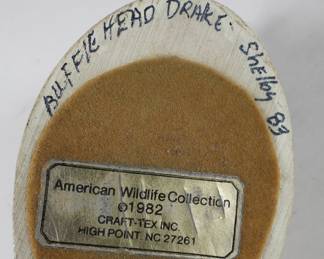 BUFFLE HEAD DRAKE.
Shelby 83
American Wildlife Collection
©1982
CRAFT-TEX INC.
HIGH POINT, NC 27261